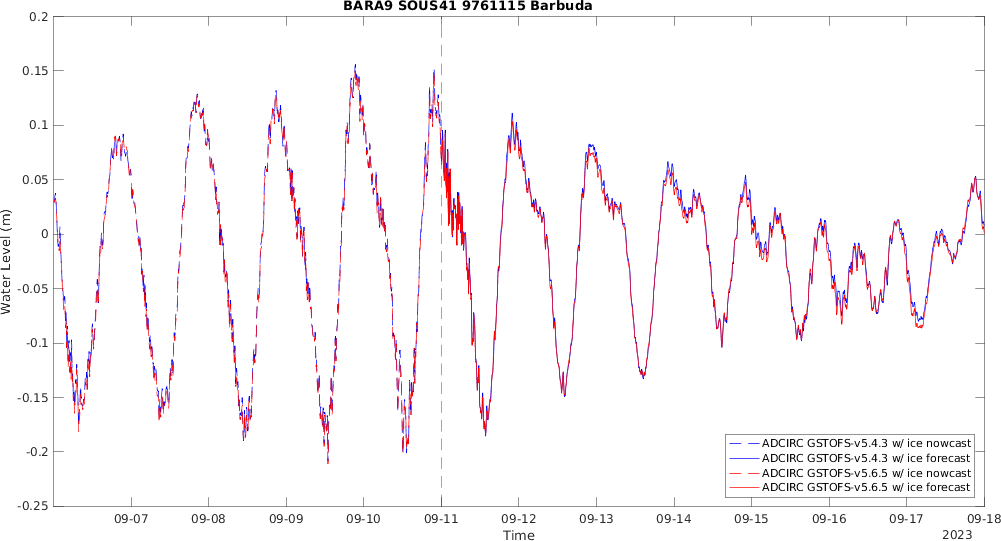 BARA9 SOUS41 9761115 Barbuda
0.2
0.15
0.1
0.05
0
-0.05
-0.1
-0.15
-0.2
-0.25
Water Level (m)
ADCIRC GSTOFS-v5.4.3 w/ ice nowcast
ADCIRC GSTOFS-v5.4.3 w/ ice forecast
ADCIRC GSTOFS-v5.6.5 w/ ice nowcast
ADCIRC GSTOFS-v5.6.5 w/ ice forecast
09-07 09-08 09-09 09-10 09-11 09-12 09-13 09-14 09-15 09-16 09-17 09-18
Time 2023